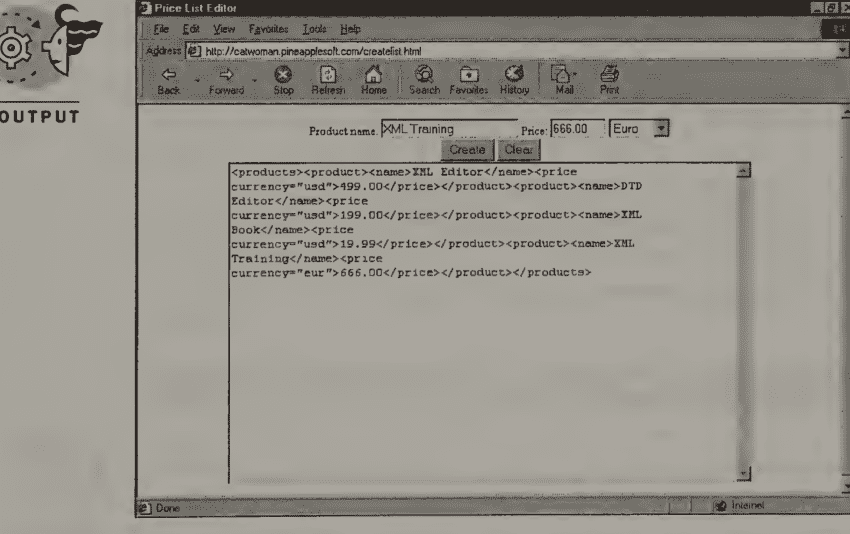 OUTPUT
Price List Editor
File Edit View Favorites Tools Help
Address http://catwoman.pineapplesoft.com/createlist.html
Back Forward Stop Refresh Home Search Favorites History Mail Print
Product name: XML Training Price: 666.00 Euro
Create Clear
<products><product><name>XML Editor</name><price
currency="usd">499.00</price></product><product><name>DTD
Editor</name><price
currency="usd">199.00</price></product><product><name>XML
Book</name><price
currency="usd">19.99</price></product><product><name>XML
Training</name><price
currency="eur">666.00</price></product></products>
Done Internet